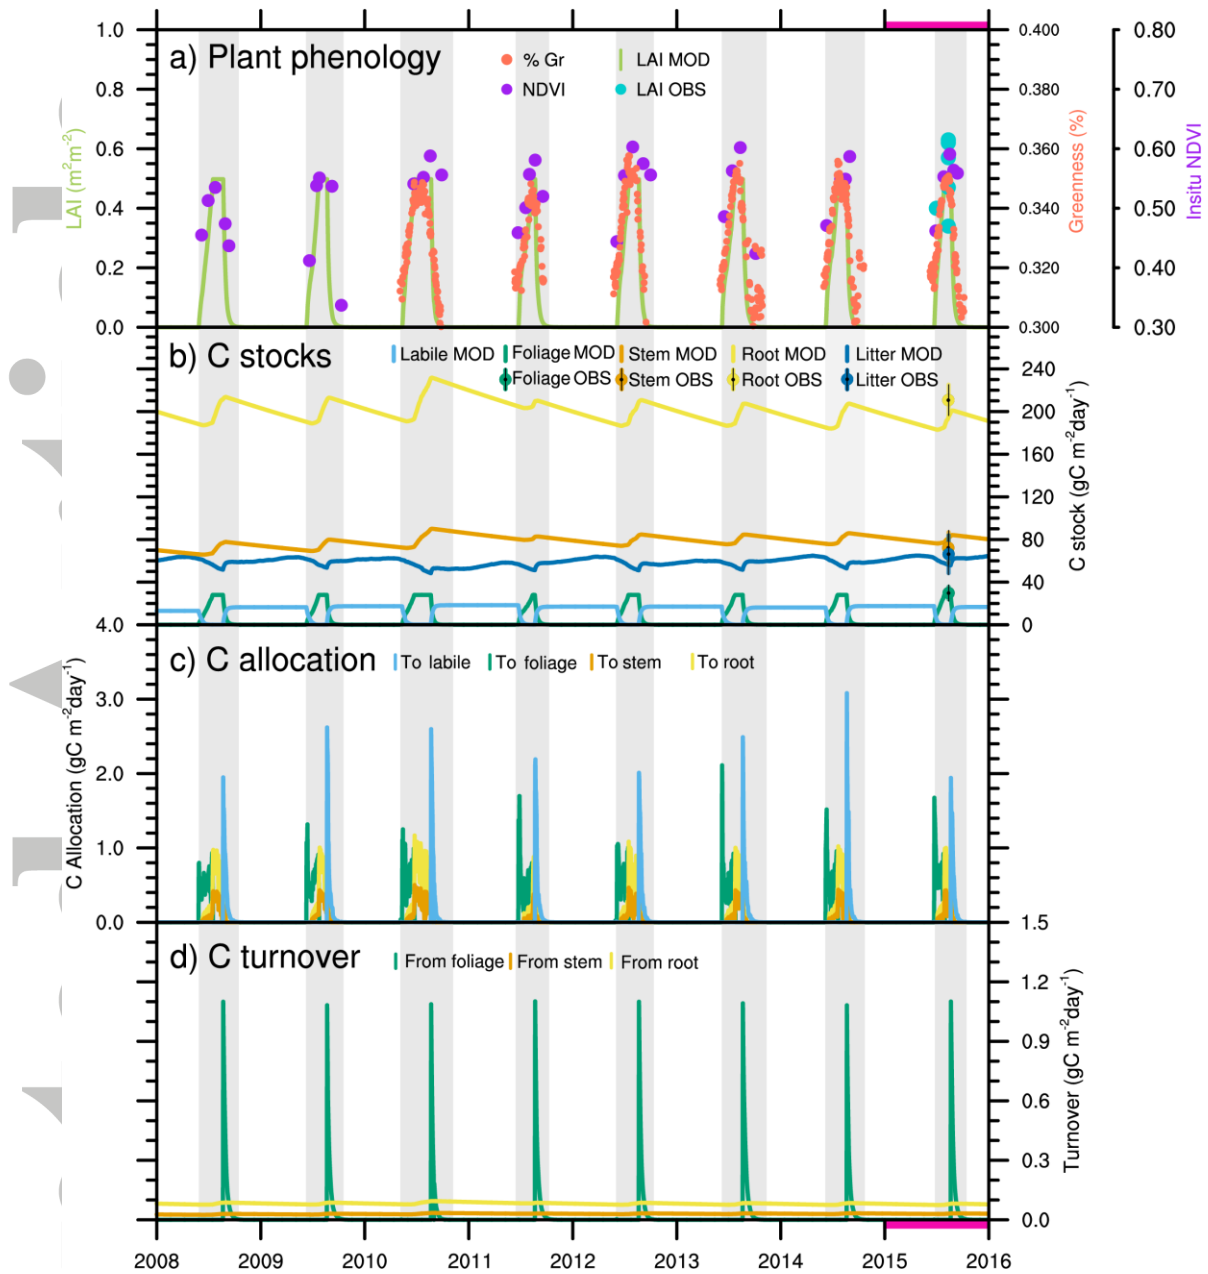 1.0 0.400 0.80
a) Plant phenology
% Gr LAI MOD
NDVI LAI OBS
0.8 0.380 0.70
0.6 0.360 0.60
0.4 0.340 0.50
0.2 0.320 0.40
0.0 0.300 0.30
LAI (m²m⁻²)
Greenness (%)
Insitu NDVI
b) C stocks
Labile MOD Foliage MOD Stem MOD Root MOD Litter MOD
Foliage OBS Stem OBS Root OBS Litter OBS
240
200
160
120
80
40
0
C stock (gC m⁻²day⁻¹)
4.0
c) C allocation
To labile To foliage To stem To root
3.0
2.0
1.0
0.0
C Allocation (gC m⁻²day⁻¹)
1.5
d) C turnover
From foliage From stem From root
1.2
0.9
0.6
0.3
0.0
Turnover (gC m⁻²day⁻¹)
2008 2009 2010 2011 2012 2013 2014 2015 2016